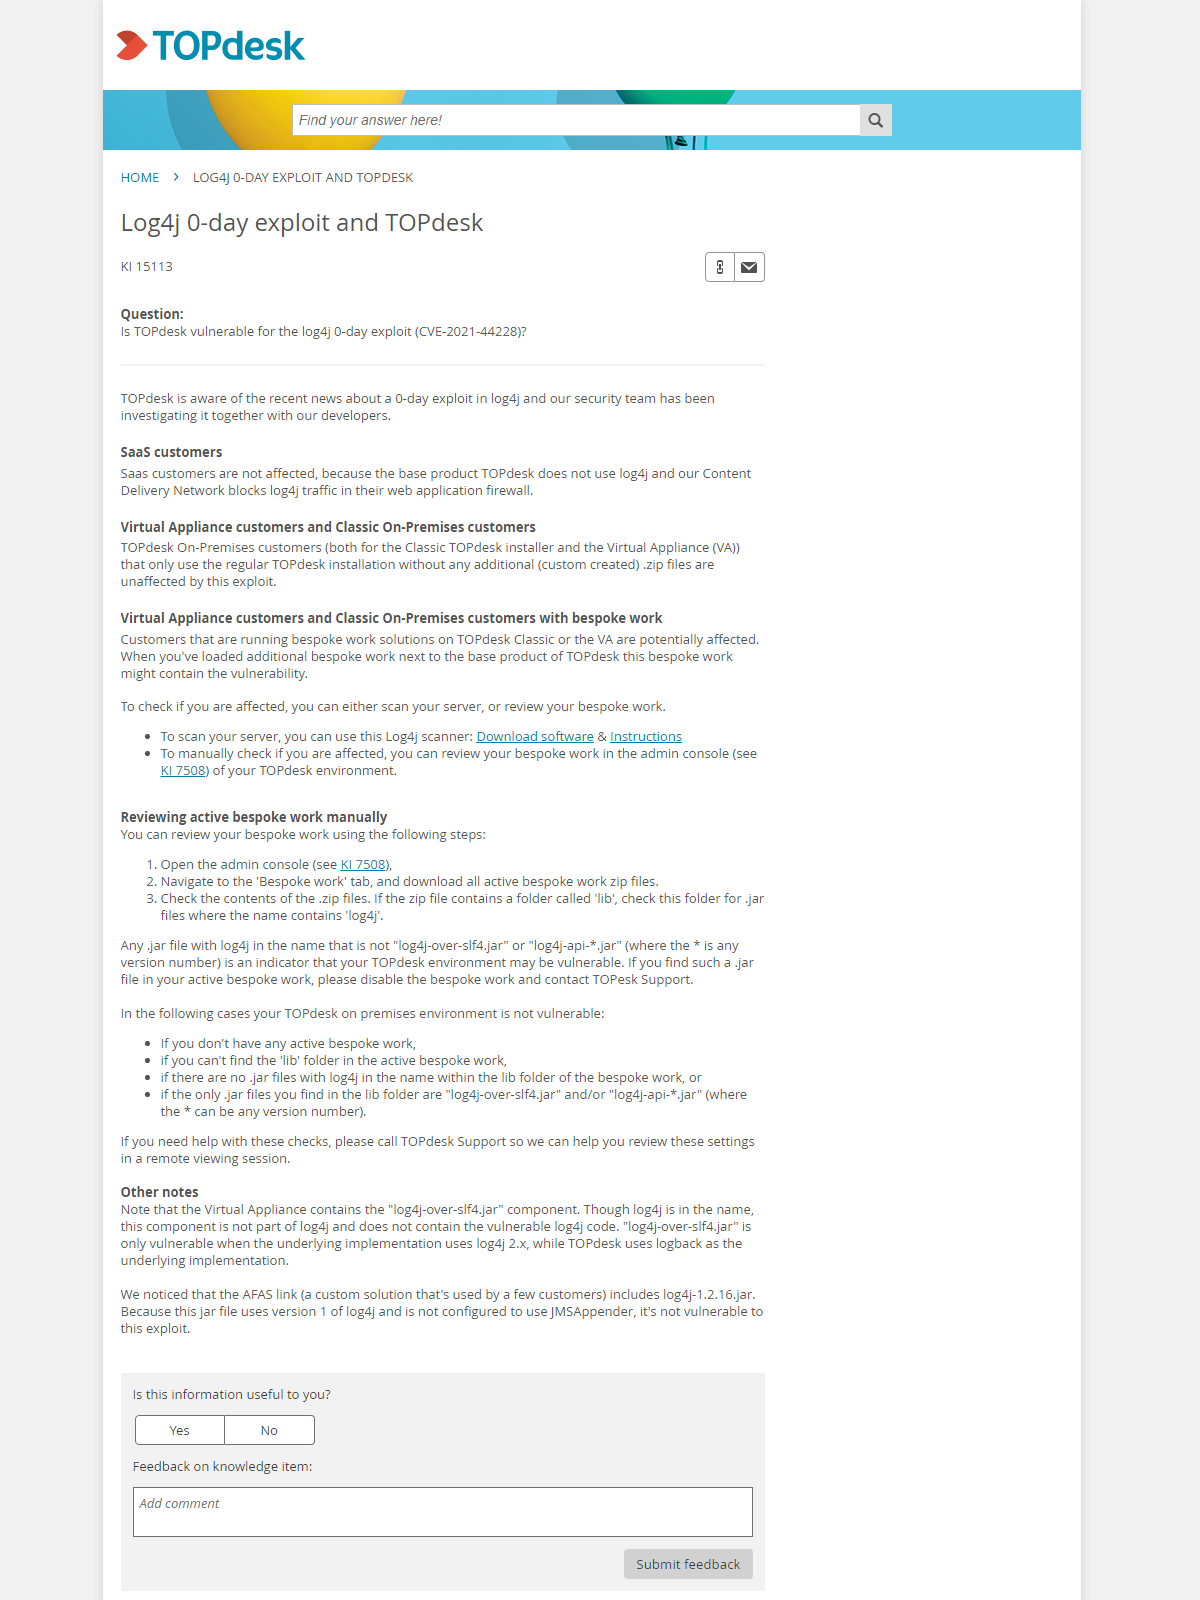 TOPdesk
Find your answer here!
HOME > LOG4J 0-DAY EXPLOIT AND TOPDESK
Log4j 0-day exploit and TOPdesk
KI 15113
Question:
Is TOPdesk vulnerable for the log4j 0-day exploit (CVE-2021-44228)?
TOPdesk is aware of the recent news about a 0-day exploit in log4j and our security team has been
investigating it together with our developers.
SaaS customers
Saas customers are not affected, because the base product TOPdesk does not use log4j and our Content
Delivery Network blocks log4j traffic in their web application firewall.
Virtual Appliance customers and Classic On-Premises customers
TOPdesk On-Premises customers (both for the Classic TOPdesk installer and the Virtual Appliance (VA))
that only use the regular TOPdesk installation without any additional (custom created) .zip files are
unaffected by this exploit.
Virtual Appliance customers and Classic On-Premises customers with bespoke work
Customers that are running bespoke work solutions on TOPdesk Classic or the VA are potentially affected.
When you've loaded additional bespoke work next to the base product of TOPdesk this bespoke work
might contain the vulnerability.
To check if you are affected, you can either scan your server, or review your bespoke work.
• To scan your server, you can use this Log4j scanner: Download software & Instructions
• To manually check if you are affected, you can review your bespoke work in the admin console (see
KI 7508) of your TOPdesk environment.
Reviewing active bespoke work manually
You can review your bespoke work using the following steps:
1. Open the admin console (see KI 7508),
2. Navigate to the 'Bespoke work' tab, and download all active bespoke work zip files.
3. Check the contents of the .zip files. If the zip file contains a folder called 'lib', check this folder for .jar
files where the name contains 'log4j'.
Any .jar file with log4j in the name that is not "log4j-over-slf4.jar" or "log4j-api-*.jar" (where the * is any
version number) is an indicator that your TOPdesk environment may be vulnerable. If you find such a .jar
file in your active bespoke work, please disable the bespoke work and contact TOPesk Support.
In the following cases your TOPdesk on premises environment is not vulnerable:
• If you don't have any active bespoke work,
• if you can't find the 'lib' folder in the active bespoke work,
• if there are no .jar files with log4j in the name within the lib folder of the bespoke work, or
• if the only .jar files you find in the lib folder are "log4j-over-slf4.jar" and/or "log4j-api-*.jar" (where
the * can be any version number).
If you need help with these checks, please call TOPdesk Support so we can help you review these settings
in a remote viewing session.
Other notes
Note that the Virtual Appliance contains the "log4j-over-slf4.jar" component. Though log4j is in the name,
this component is not part of log4j and does not contain the vulnerable log4j code. "log4j-over-slf4.jar" is
only vulnerable when the underlying implementation uses log4j 2.x, while TOPdesk uses logback as the
underlying implementation.
We noticed that the AFAS link (a custom solution that's used by a few customers) includes log4j-1.2.16.jar.
Because this jar file uses version 1 of log4j and is not configured to use JMSAppender, it's not vulnerable to
this exploit.
Is this information useful to you?
Yes No
Feedback on knowledge item:
Add comment
Submit feedback